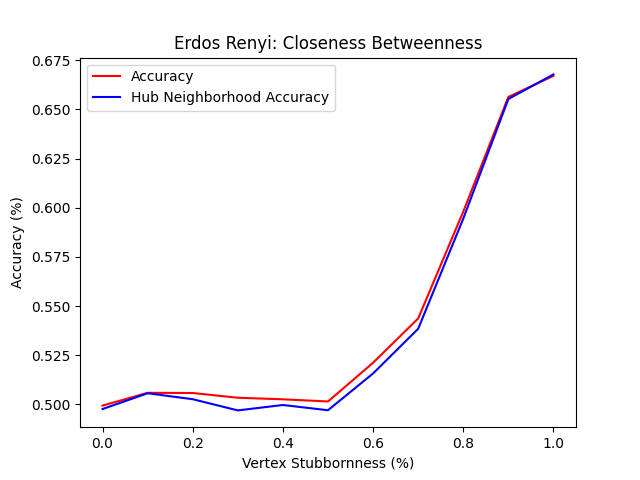 Erdos Renyi: Closeness Betweenness
Accuracy
Hub Neighborhood Accuracy
0.675
0.650
0.625
0.600
0.575
0.550
0.525
0.500
Accuracy (%)
0.0 0.2 0.4 0.6 0.8 1.0
Vertex Stubbornness (%)